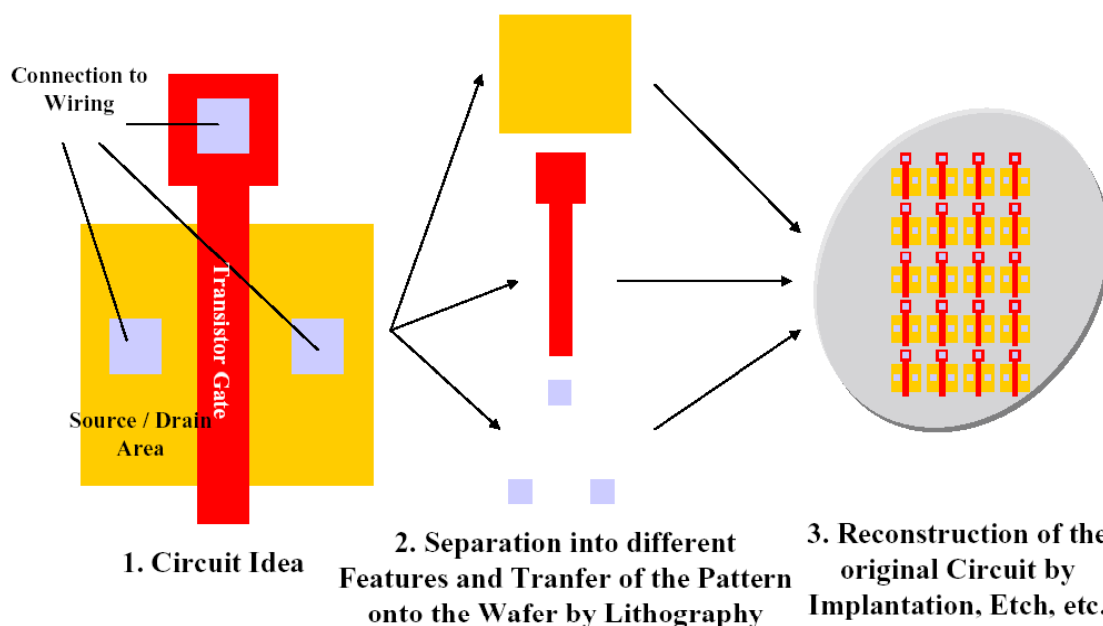 Connection to
Wiring
Transistor Gate
Source / Drain
Area
1. Circuit Idea
2. Separation into different
Features and Tranfer of the Pattern
onto the Wafer by Lithography
3. Reconstruction of the
original Circuit by
Implantation, Etch, etc.